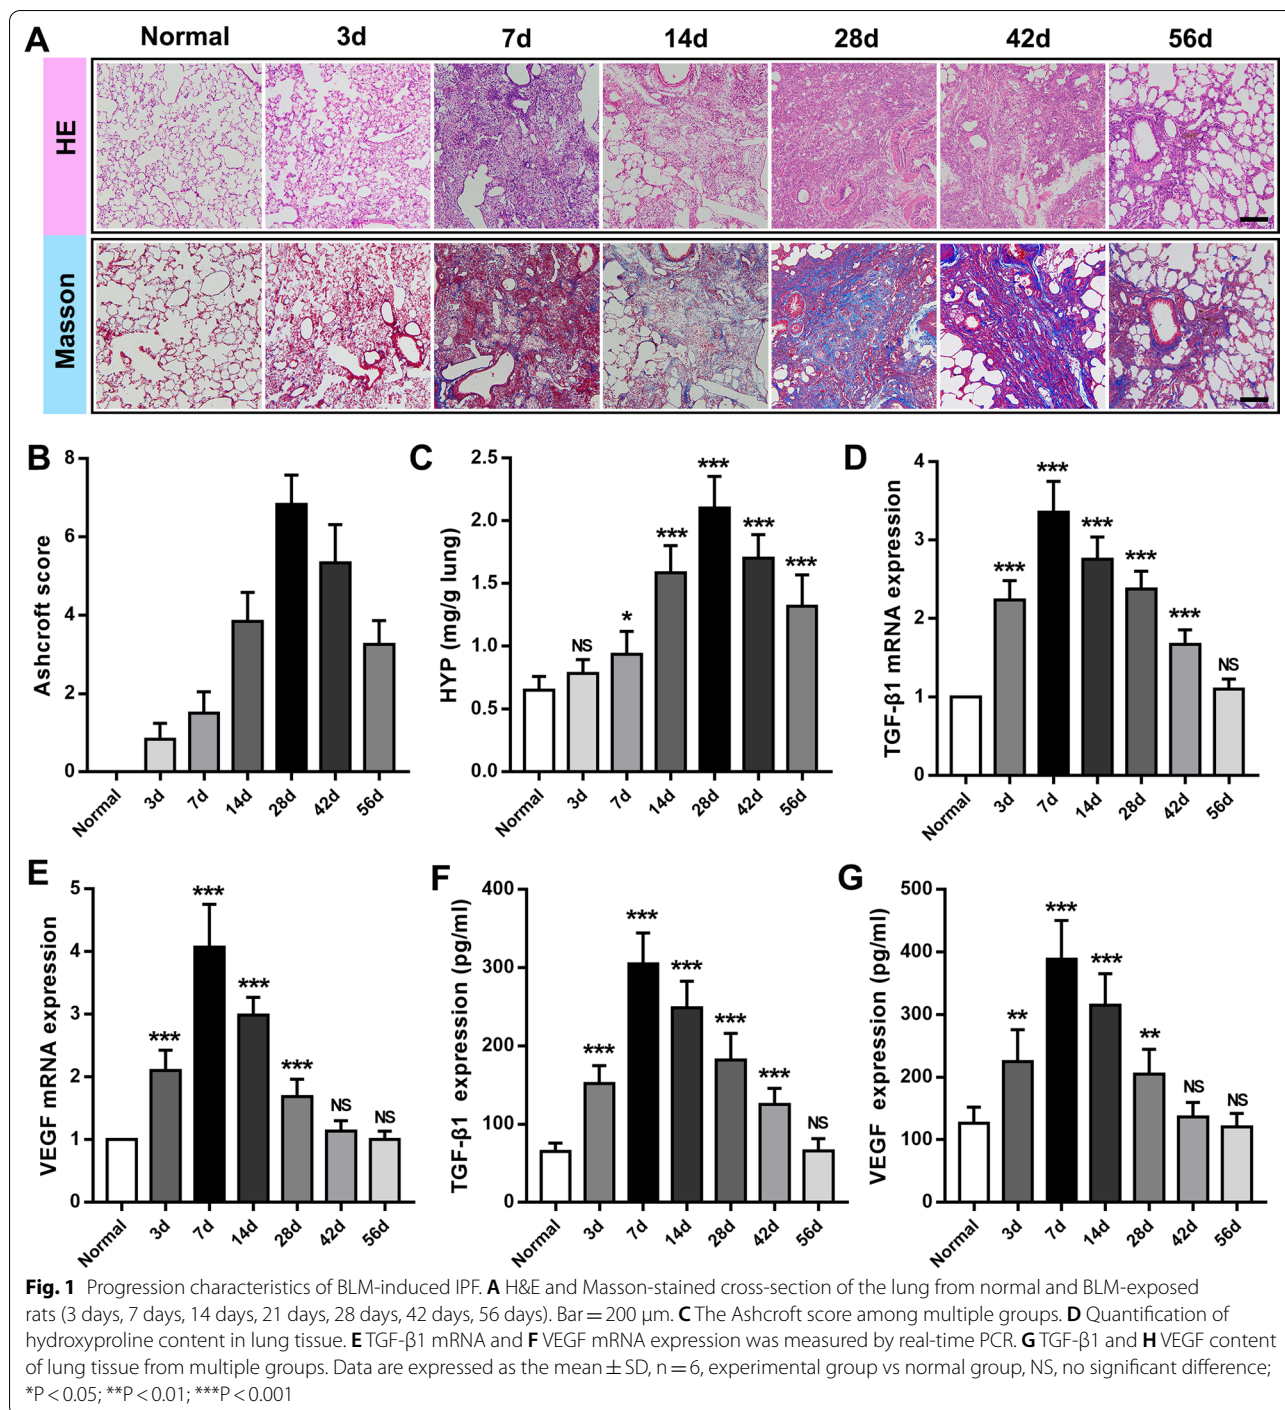 A
Normal 3d 7d 14d 28d 42d 56d
HE
Masson
B
Ashcroft score
8
6
4
2
0
Normal 3d 7d 14d 28d 42d 56d
C
HYP (mg/g lung)
2.5
2.0
1.5
1.0
0.5
0.0
NS * *** *** *** ***
Normal 3d 7d 14d 28d 42d 56d
D
TGF-β1 mRNA expression
4
3
2
1
0
*** *** *** *** *** NS
Normal 3d 7d 14d 28d 42d 56d
E
VEGF mRNA expression
5
4
3
2
1
0
*** *** *** *** NS NS
Normal 3d 7d 14d 28d 42d 56d
F
TGF-β1 expression (pg/ml)
400
300
200
100
0
*** *** *** *** *** NS
Normal 3d 7d 14d 28d 42d 56d
G
VEGF expression (pg/ml)
500
400
300
200
100
0
** *** *** ** NS NS
Normal 3d 7d 14d 28d 42d 56d
Fig. 1 Progression characteristics of BLM-induced IPF. A H&E and Masson-stained cross-section of the lung from normal and BLM-exposed
rats (3 days, 7 days, 14 days, 21 days, 28 days, 42 days, 56 days). Bar = 200 μm. C The Ashcroft score among multiple groups. D Quantification of
hydroxyproline content in lung tissue. E TGF-β1 mRNA and F VEGF mRNA expression was measured by real-time PCR. G TGF-β1 and H VEGF content
of lung tissue from multiple groups. Data are expressed as the mean ± SD, n = 6, experimental group vs normal group, NS, no significant difference;
*P < 0.05; **P < 0.01; ***P < 0.001